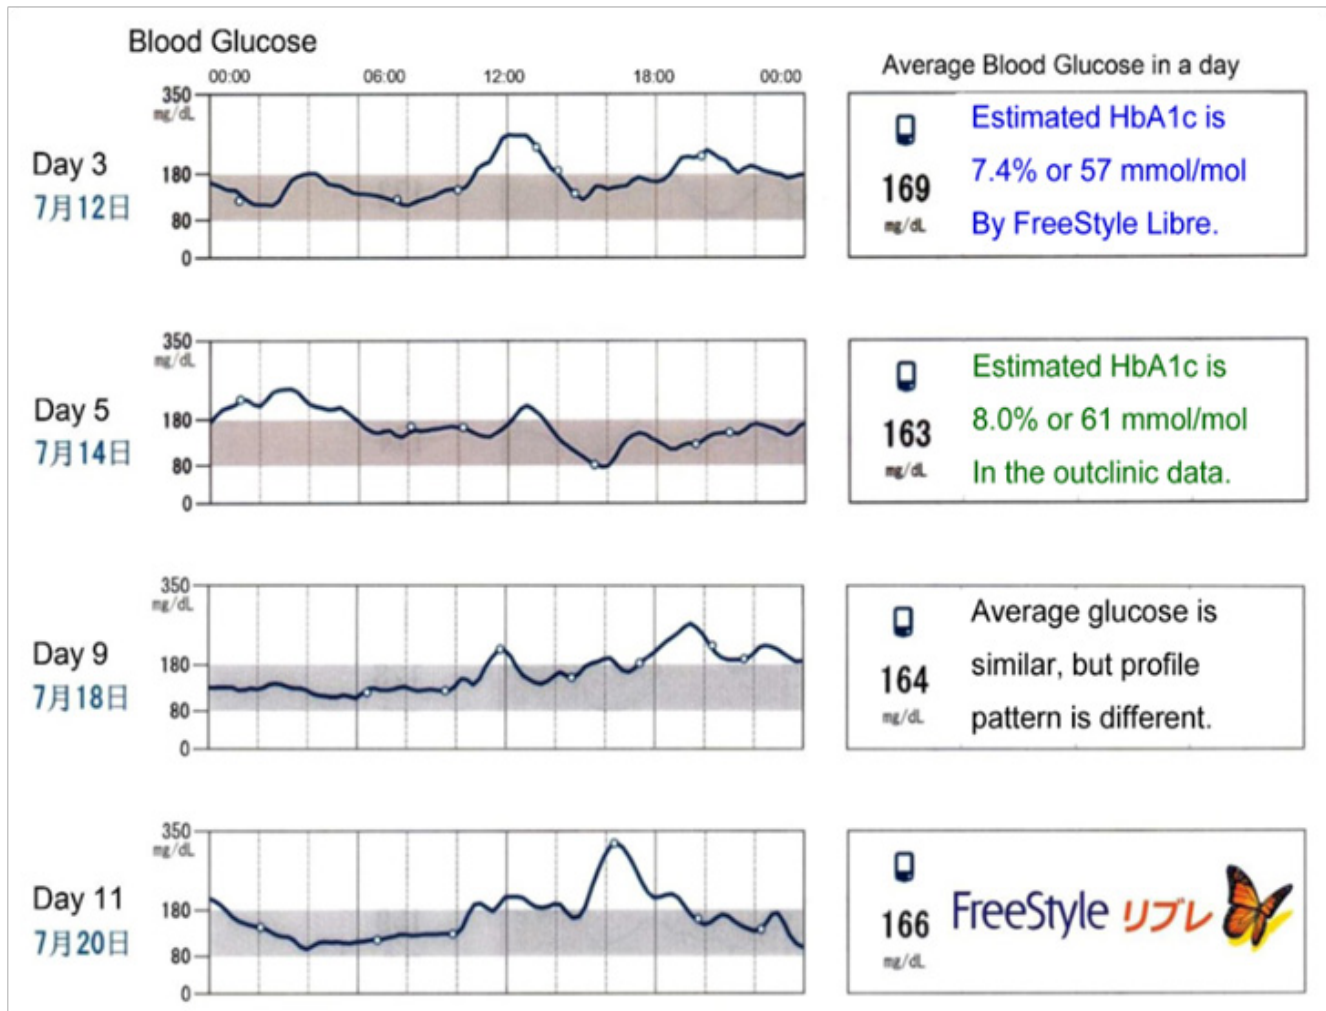 Blood Glucose
00:00 06:00 12:00 18:00 00:00
Average Blood Glucose in a day
350
mg/dL
180
80
0
Day 3
7月12日
169
mg/dL
Estimated HbA1c is
7.4% or 57 mmol/mol
By FreeStyle Libre.
350
mg/dL
180
80
0
Day 5
7月14日
163
mg/dL
Estimated HbA1c is
8.0% or 61 mmol/mol
In the outclinic data.
350
mg/dL
180
80
0
Day 9
7月18日
164
mg/dL
Average glucose is
similar, but profile
pattern is different.
350
mg/dL
180
80
0
Day 11
7月20日
166
mg/dL
FreeStyle リブレ